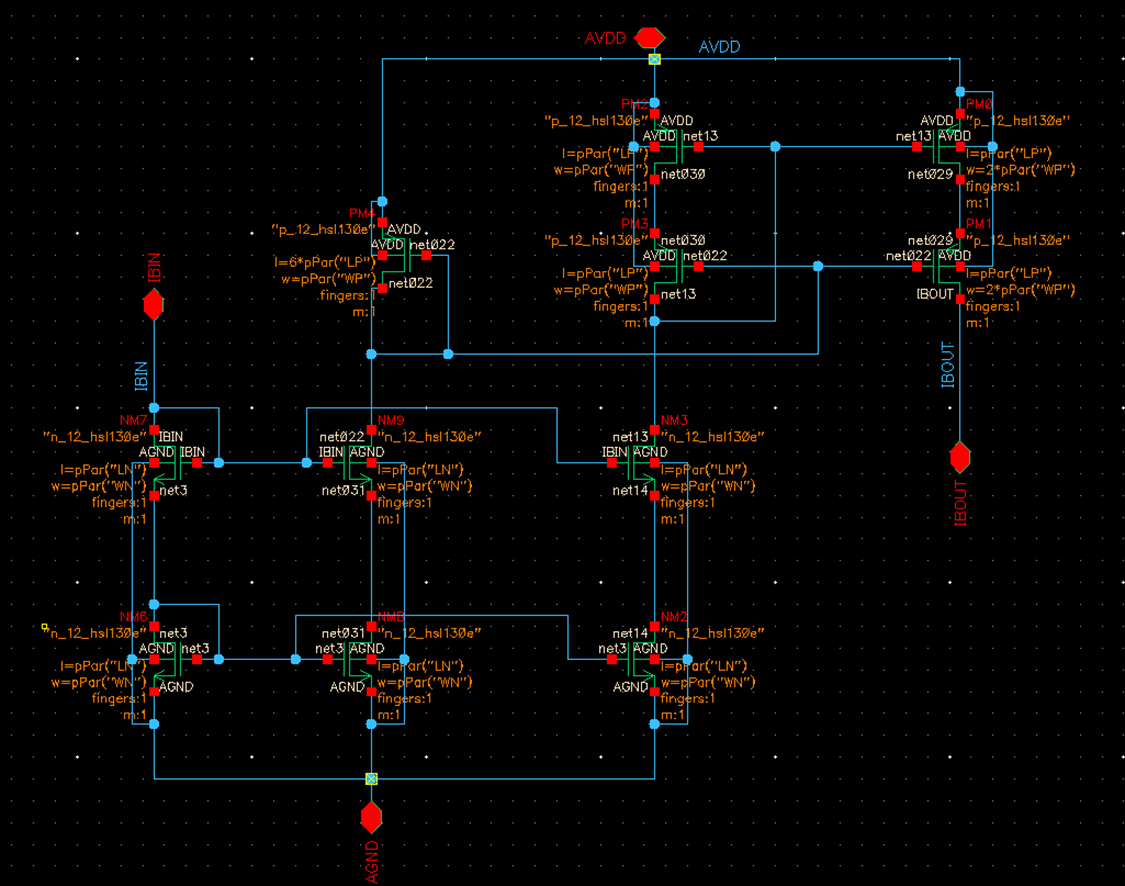 AVDD
AVDD
PM2
"p_12_hsl130e"
AVDD
AVDD
net13
l=pPar("LP")
w=pPar("WP")
net030
fingers:1
m:1
PM0
AVDD
"p_12_hsl130e"
net13
AVDD
l=pPar("LP")
w=2*pPar("WP")
net029
fingers:1
m:1
PM4
"p_12_hsl130e"
AVDD
AVDD
net022
l=6*pPar("LP")
w=pPar("WP")
net022
fingers:1
m:1
PM3
"p_12_hsl130e"
net030
AVDD
net022
l=pPar("LP")
w=pPar("WP")
fingers:1
net13
m:1
PM1
net029
"p_12_hsl130e"
net022
AVDD
l=pPar("LP")
w=2*pPar("WP")
IBOUT
fingers:1
m:1
IBIN
IBIN
IBOUT
IBOUT
NM7
"n_12_hsl130e"
IBIN
AGND
IBIN
l=pPar("LN")
w=pPar("WN")
net3
fingers:1
m:1
NM9
net022
"n_12_hsl130e"
IBIN
AGND
l=pPar("LN")
w=pPar("WN")
net031
fingers:1
m:1
NM3
net13
"n_12_hsl130e"
IBIN
AGND
l=pPar("LN")
w=pPar("WN")
net14
fingers:1
m:1
NM6
"n_12_hsl130e"
net3
AGND
net3
l=pPar("LN")
w=pPar("WN")
AGND
fingers:1
m:1
NM8
net031
"n_12_hsl130e"
net3
AGND
l=pPar("LN")
w=pPar("WN")
AGND
fingers:1
m:1
NM2
net14
"n_12_hsl130e"
net3
AGND
l=pPar("LN")
w=pPar("WN")
AGND
fingers:1
m:1
AGND